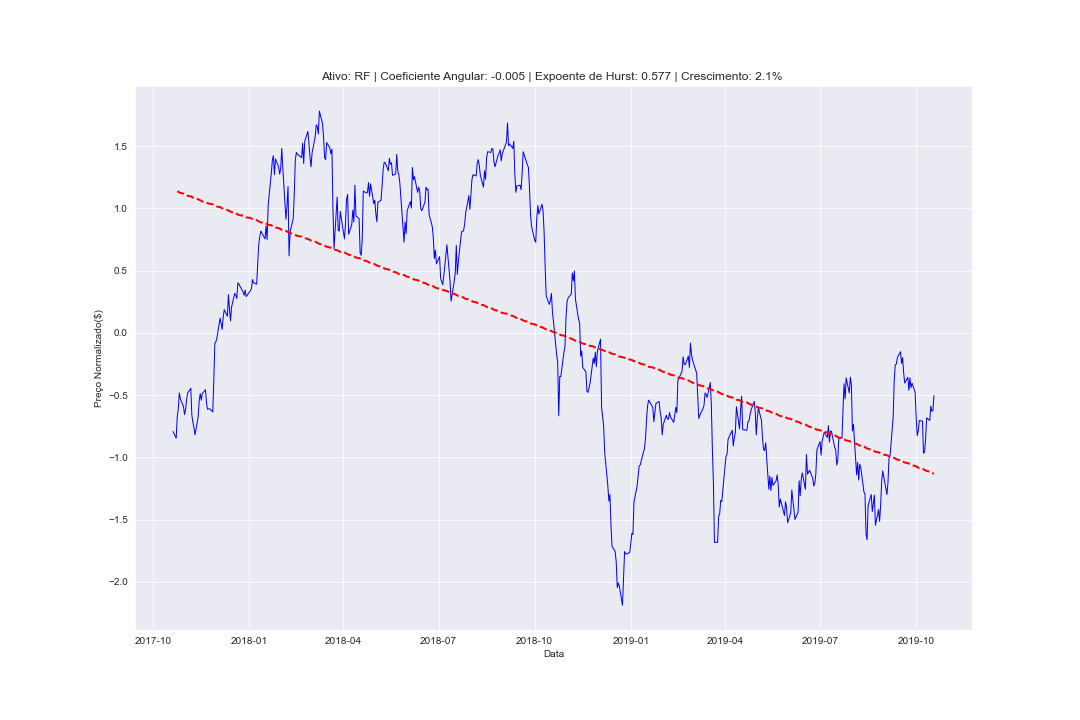 Ativo: RF | Coeficiente Angular: -0.005 | Expoente de Hurst: 0.577 | Crescimento: 2.1%
Preço Normalizado($)
1.5
1.0
0.5
0.0
−0.5
−1.0
−1.5
−2.0
2017-10 2018-01 2018-04 2018-07 2018-10 2019-01 2019-04 2019-07 2019-10
Data